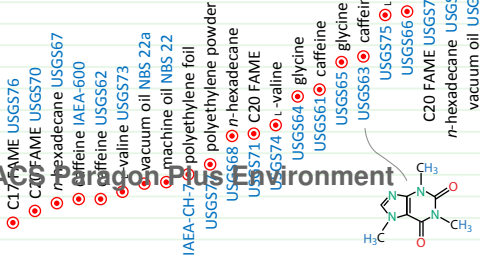 C17 FAME USGS76
C20 FAME USGS70
n-hexadecane USGS67
caffeine IAEA-600
caffeine USGS62
valine USGS73
vacuum oil NBS 22a
machine oil NBS 22
IAEA-CH-7 polyethylene foil
polyethylene powder
USGS68 n-hexadecane
USGS71 C20 FAME
USGS74 L-valine
USGS64 glycine
USGS61 caffeine
USGS65 glycine
USGS63
USGS75 L
USGS66
C20 FAME
n-hexadecane
vacuum oil
ACS Paragon Plus Environment
CH3
O
N
N
N
N
CH3
H3C
O